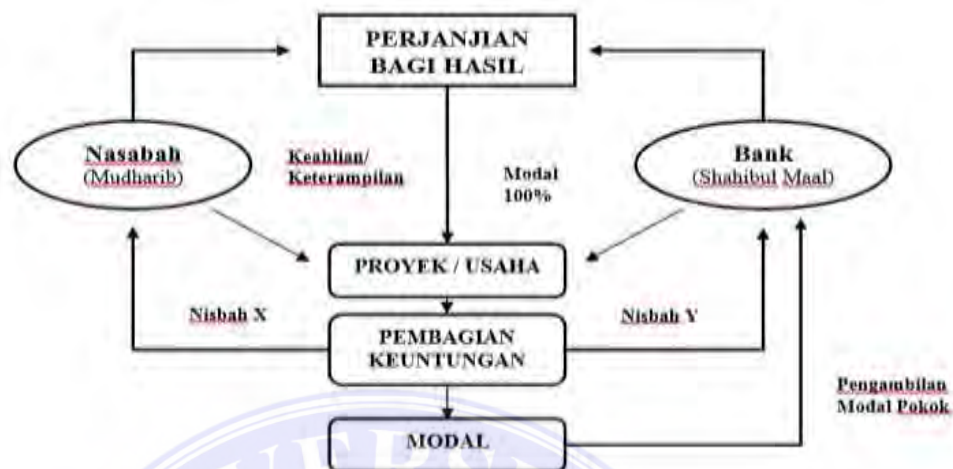 PERJANJIAN
BAGI HASIL
Nasabah
(Mudharib)
Keahlian/
Keterampilan
Modal
100%
Bank
(Shahibul Maal)
PROYEK / USAHA
Nisbah X
Nisbah Y
PEMBAGIAN
KEUNTUNGAN
Pengambilan
Modal Pokok
MODAL